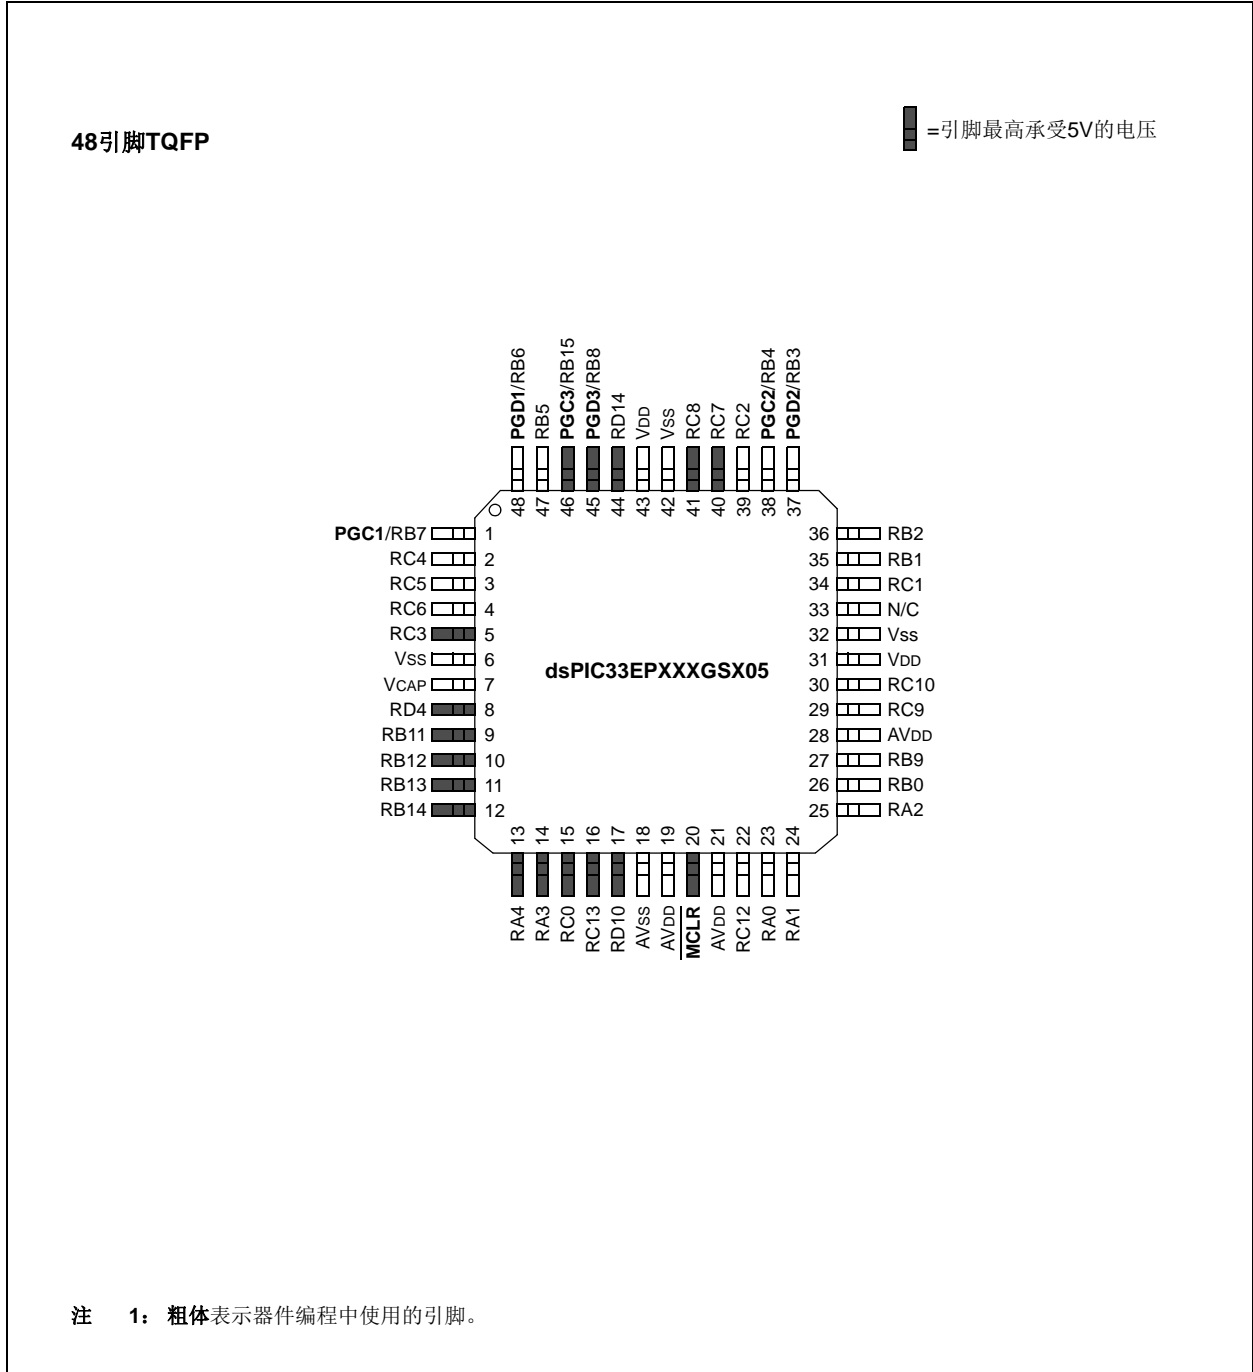 48引脚TQFP
=引脚最高承受5V的电压
PGD1/RB6
RB5
PGC3/RB15
PGD3/RB8
RD14
VDD
VSS
RC8
RC7
RC2
PGC2/RB4
PGD2/RB3
48 47 46 45 44 43 42 41 40 39 38 37
PGC1/RB7 1
RC4 2
RC5 3
RC6 4
RC3 5
VSS 6
VCAP 7
RD4 8
RB11 9
RB12 10
RB13 11
RB14 12
dsPIC33EPXXXGSX05
36 RB2
35 RB1
34 RC1
33 N/C
32 Vss
31 VDD
30 RC10
29 RC9
28 AVDD
27 RB9
26 RB0
25 RA2
13 14 15 16 17 18 19 20 21 22 23 24
RA4
RA3
RC0
RC13
RD10
AVss
AVDD
MCLR
AVDD
RC12
RA0
RA1
注 1： 粗体表示器件编程中使用的引脚。